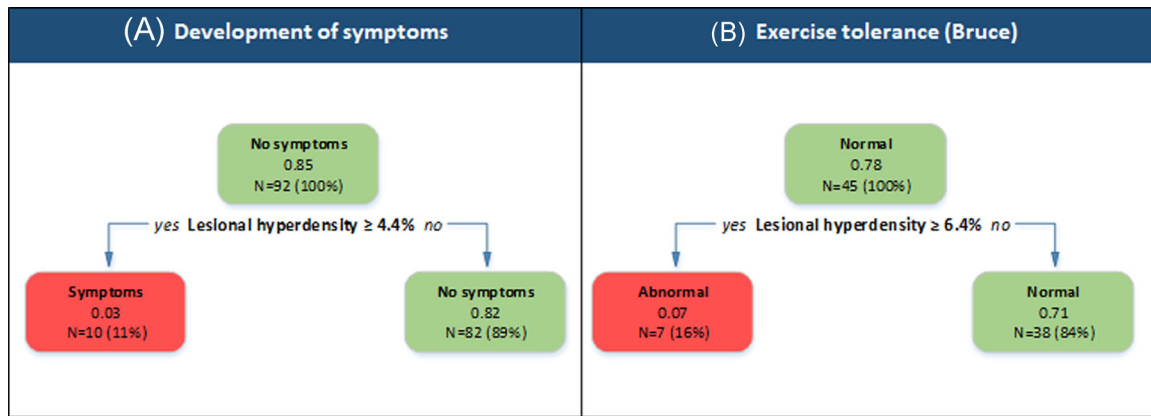 (A) Development of symptoms
No symptoms
0.85
N=92 (100%)
yes Lesional hyperdensity ≥ 4.4% no
Symptoms
0.03
N=10 (11%)
No symptoms
0.82
N=82 (89%)
(B) Exercise tolerance (Bruce)
Normal
0.78
N=45 (100%)
yes Lesional hyperdensity ≥ 6.4% no
Abnormal
0.07
N=7 (16%)
Normal
0.71
N=38 (84%)